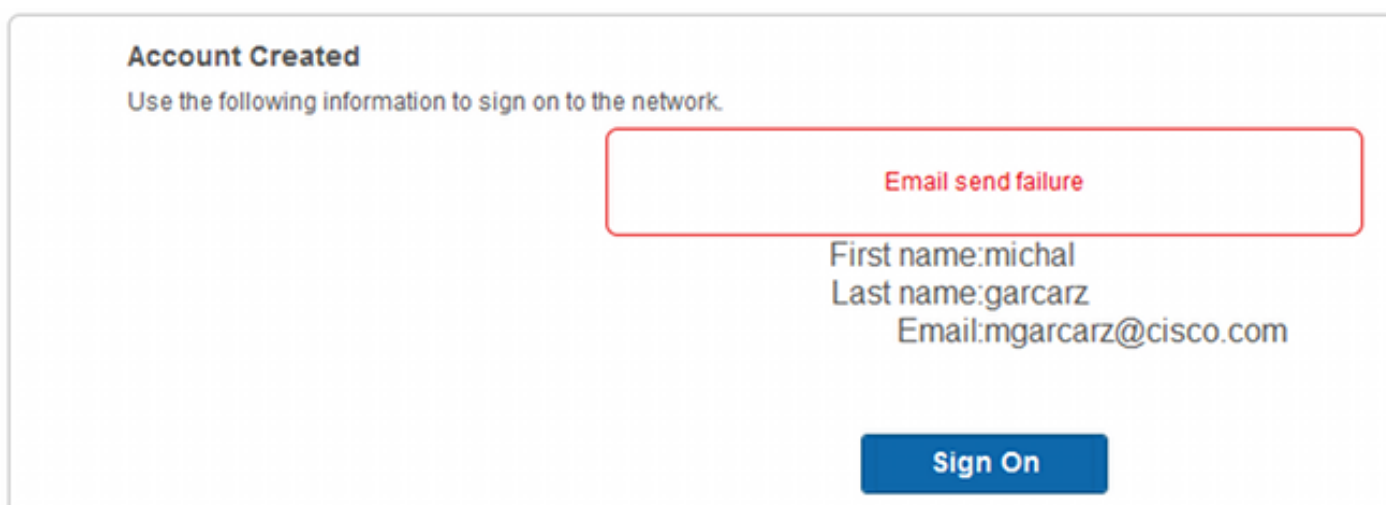 Account Created
Use the following information to sign on to the network.
Email send failure
First name:michal
Last name:garcarz
Email:mgarcarz@cisco.com
Sign On